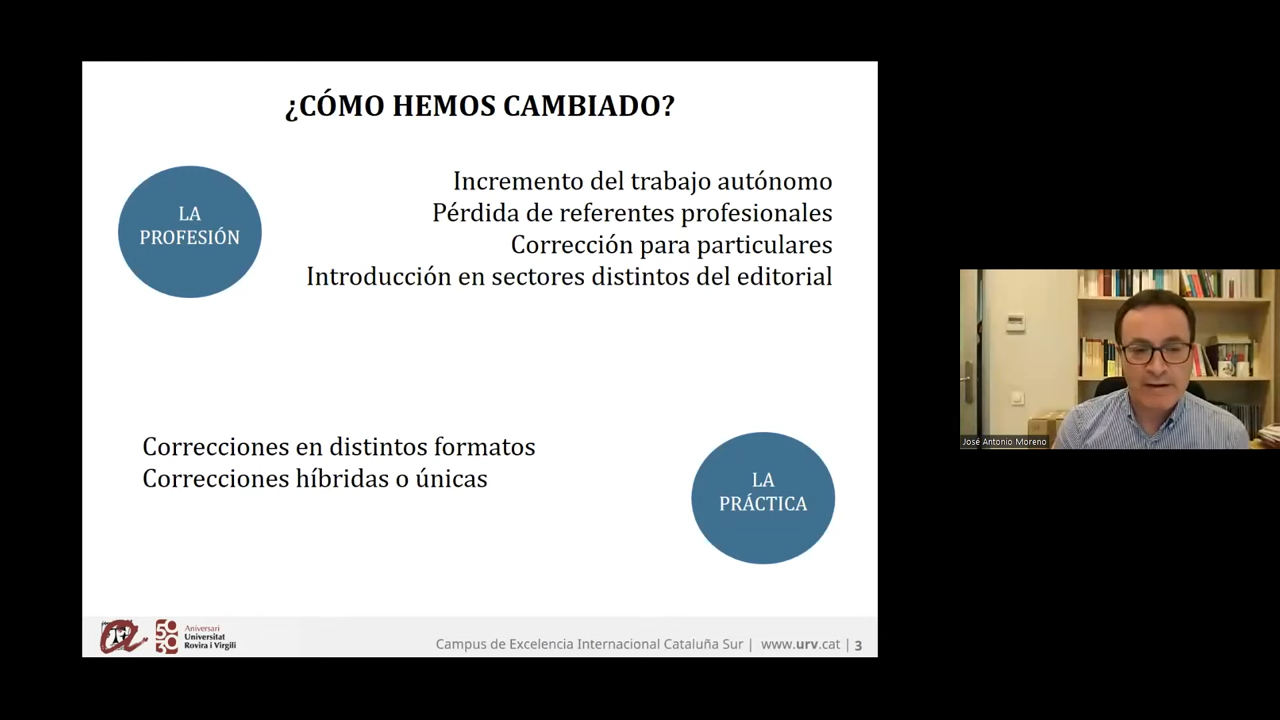 ¿CÓMO HEMOS CAMBIADO?
LA
PROFESIÓN
Incremento del trabajo autónomo
Pérdida de referentes profesionales
Corrección para particulares
Introducción en sectores distintos del editorial
Correcciones en distintos formatos
Correcciones híbridas o únicas
LA
PRÁCTICA
Aniversari
Universitat
Rovira i Virgili
Campus de Excelencia Internacional Cataluña Sur | www.urv.cat | 3
José Antonio Moreno